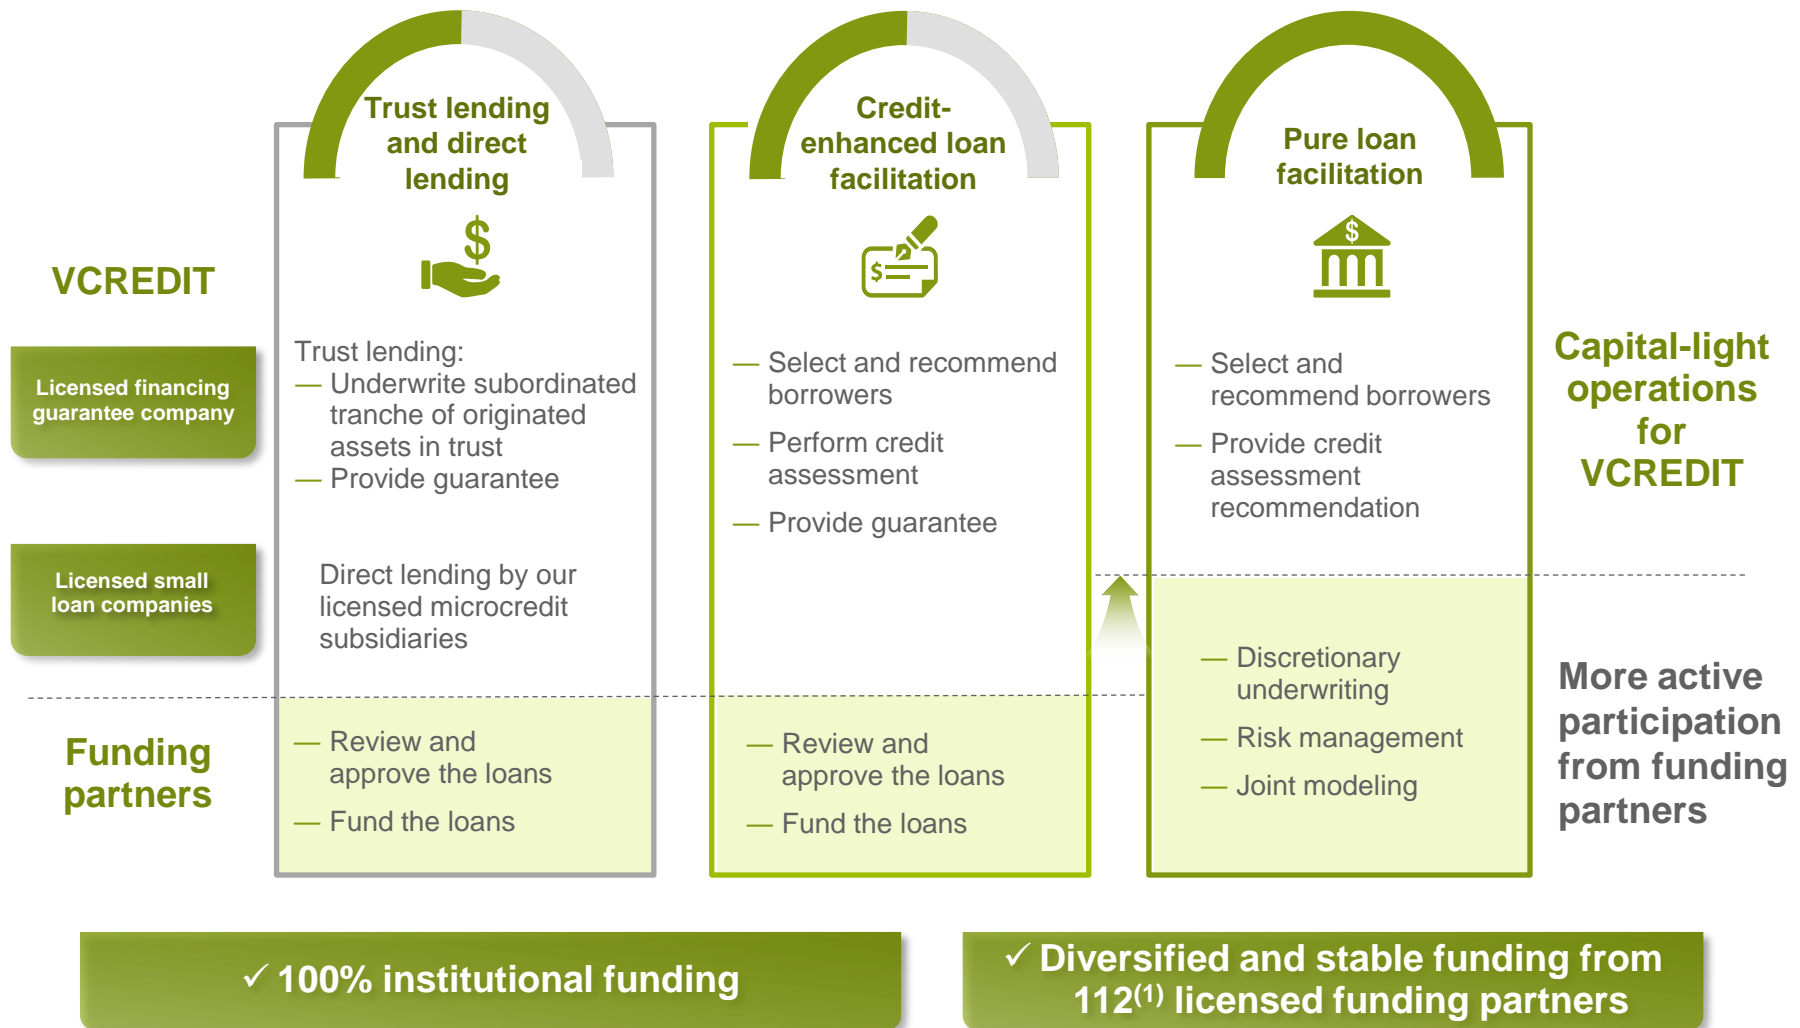 Trust lending
and direct
lending
Credit-
enhanced loan
facilitation
Pure loan
facilitation
$
$
$
VCREDIT
Licensed financing
guarantee company
Licensed small
loan companies
Trust lending:
— Underwrite subordinated
tranche of originated
assets in trust
— Provide guarantee
Direct lending by our
licensed microcredit
subsidiaries
— Select and recommend
borrowers
— Perform credit
assessment
— Provide guarantee
— Select and
recommend borrowers
— Provide credit
assessment
recommendation
Capital-light
operations
for
VCREDIT
Funding
partners
— Review and
approve the loans
— Fund the loans
— Review and
approve the loans
— Fund the loans
— Discretionary
underwriting
— Risk management
— Joint modeling
More active
participation
from funding
partners
✓ 100% institutional funding
✓ Diversified and stable funding from
112(1) licensed funding partners